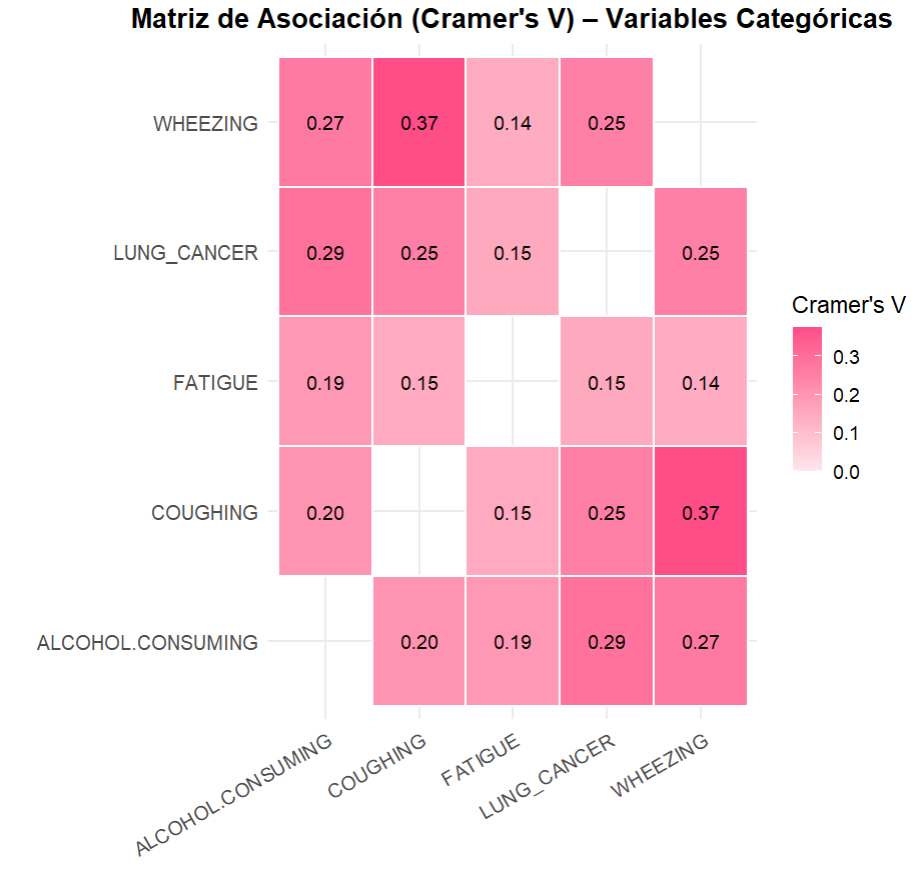 Matriz de Asociación (Cramer's V) – Variables Categóricas
WHEEZING 0.27 0.37 0.14 0.25
LUNG_CANCER 0.29 0.25 0.15 0.25
FATIGUE 0.19 0.15 0.15 0.14
COUGHING 0.20 0.15 0.25 0.37
ALCOHOL.CONSUMING 0.20 0.19 0.29 0.27
ALCOHOL.CONSUMING
COUGHING
FATIGUE
LUNG_CANCER
WHEEZING
Cramer's V
0.3
0.2
0.1
0.0